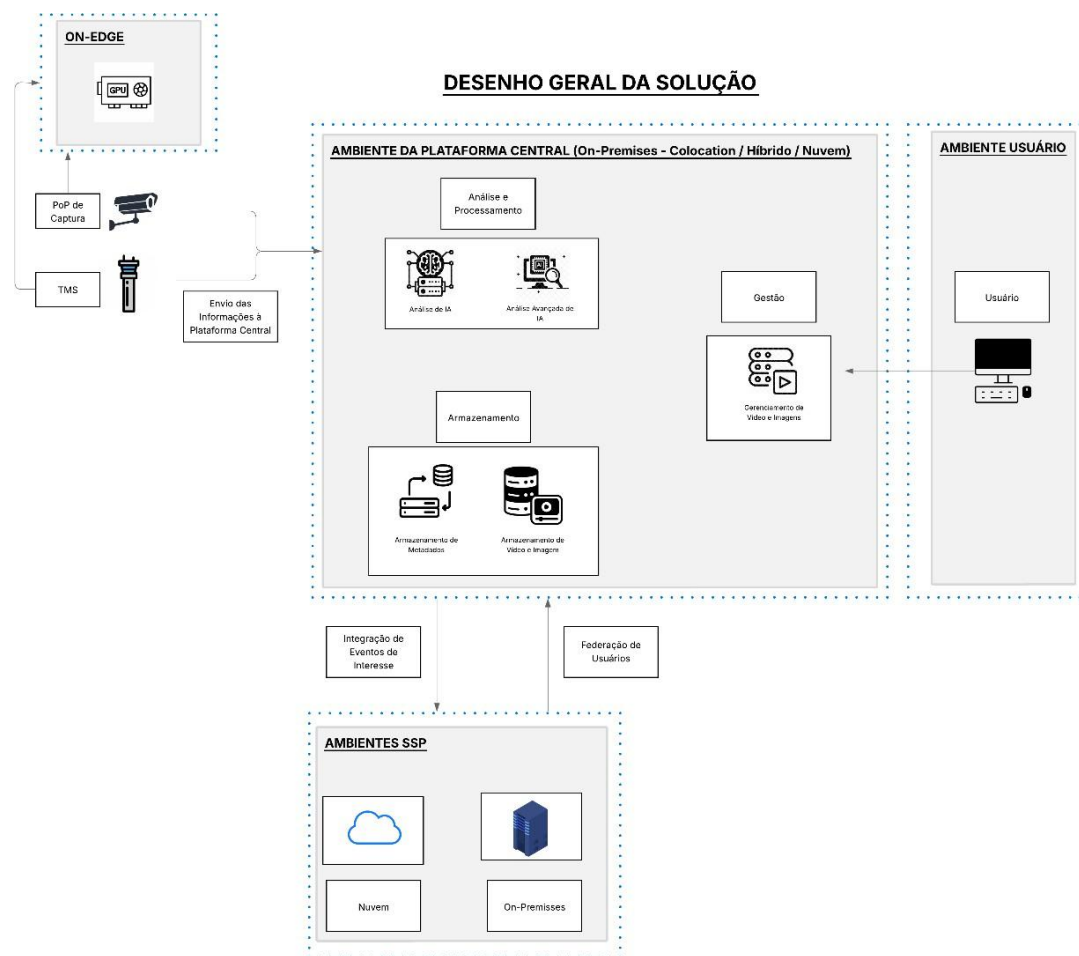 ON-EDGE
GPU
DESENHO GERAL DA SOLUÇÃO
PoP de
Captura
TMS
Envio das
Informações à
Plataforma Central
AMBIENTE DA PLATAFORMA CENTRAL (On-Premises - Colocation / Híbrido / Nuvem)
Análise e
Processamento
Análise de IA
Análise Avançada de
IA
Gestão
Gerenciamento de
Vídeo e Imagens
Armazenamento
Armazenamento de
Metadados
Armazenamento de
Vídeo e Imagem
AMBIENTE USUÁRIO
Usuário
Integração de
Eventos de
Interesse
Federação de
Usuários
AMBIENTES SSP
Nuvem
On-Premisses